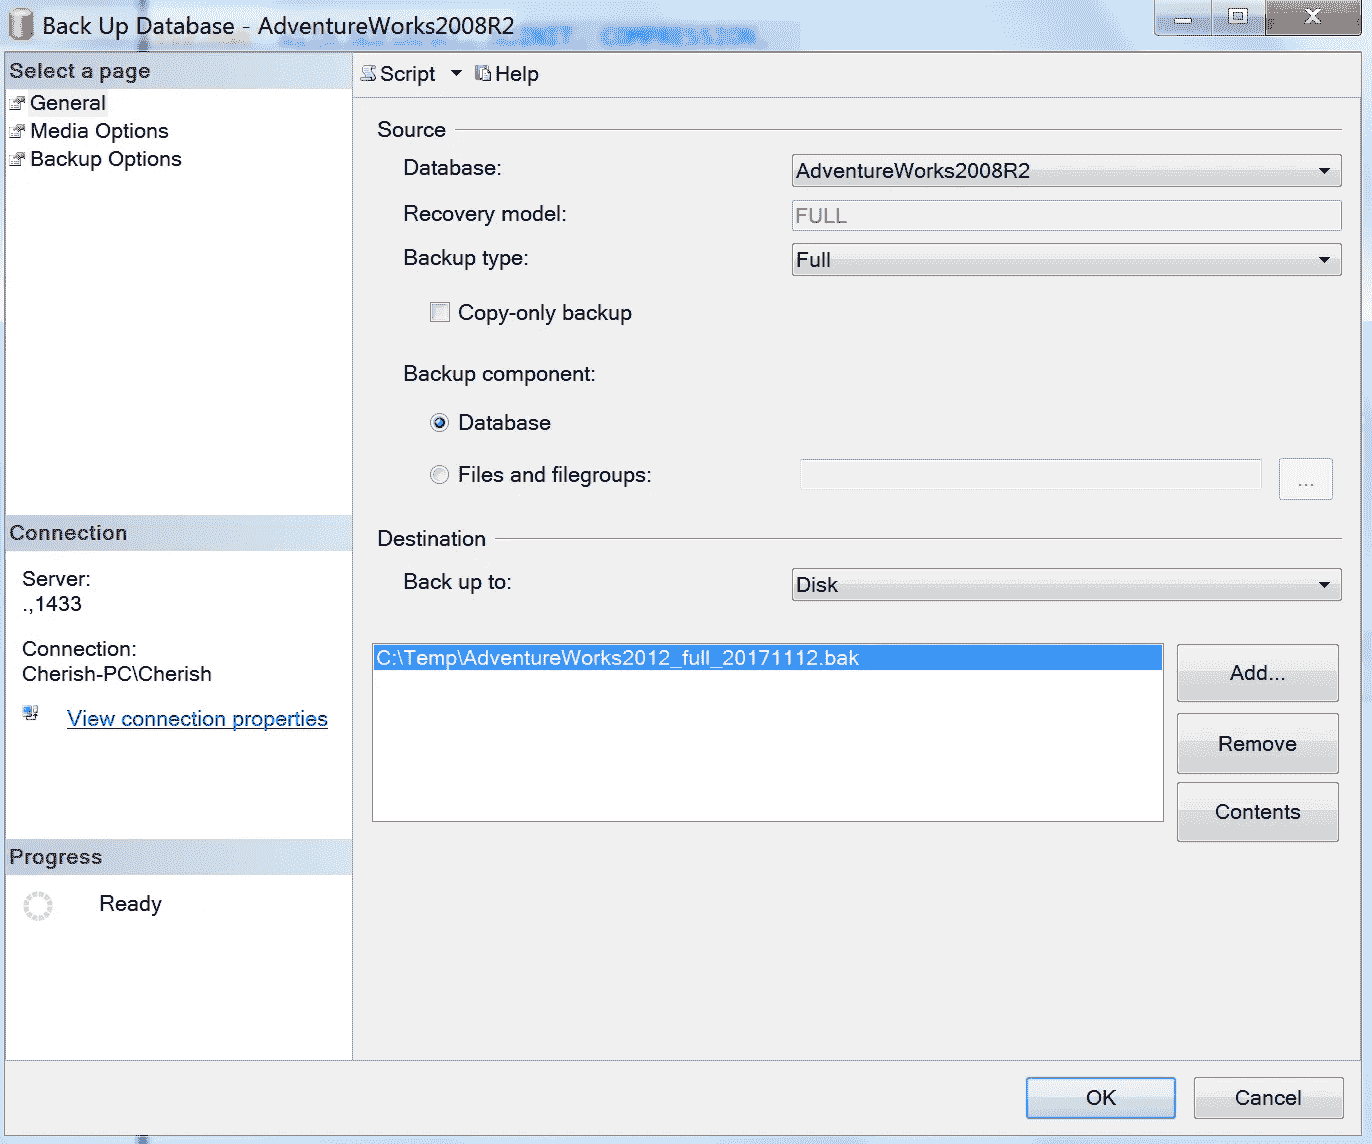 Back Up Database - AdventureWorks2008R2
Select a page
General
Media Options
Backup Options
Script Help
Source
Database: AdventureWorks2008R2
Recovery model: FULL
Backup type: Full
Copy-only backup
Backup component:
Database
Files and filegroups: ...
Destination
Back up to: Disk
C:\Temp\AdventureWorks2012_full_20171112.bak
Add...
Remove
Contents
Connection
Server:
.,1433
Connection:
Cherish-PC\Cherish
View connection properties
Progress
Ready
OK Cancel